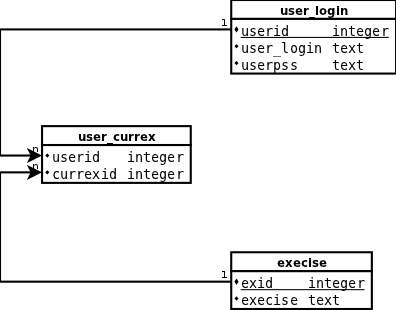 user_login
1
userid integer
user_login text
userpss text
user_currex
userid integer
currexid integer
execise
1
exid integer
execise text